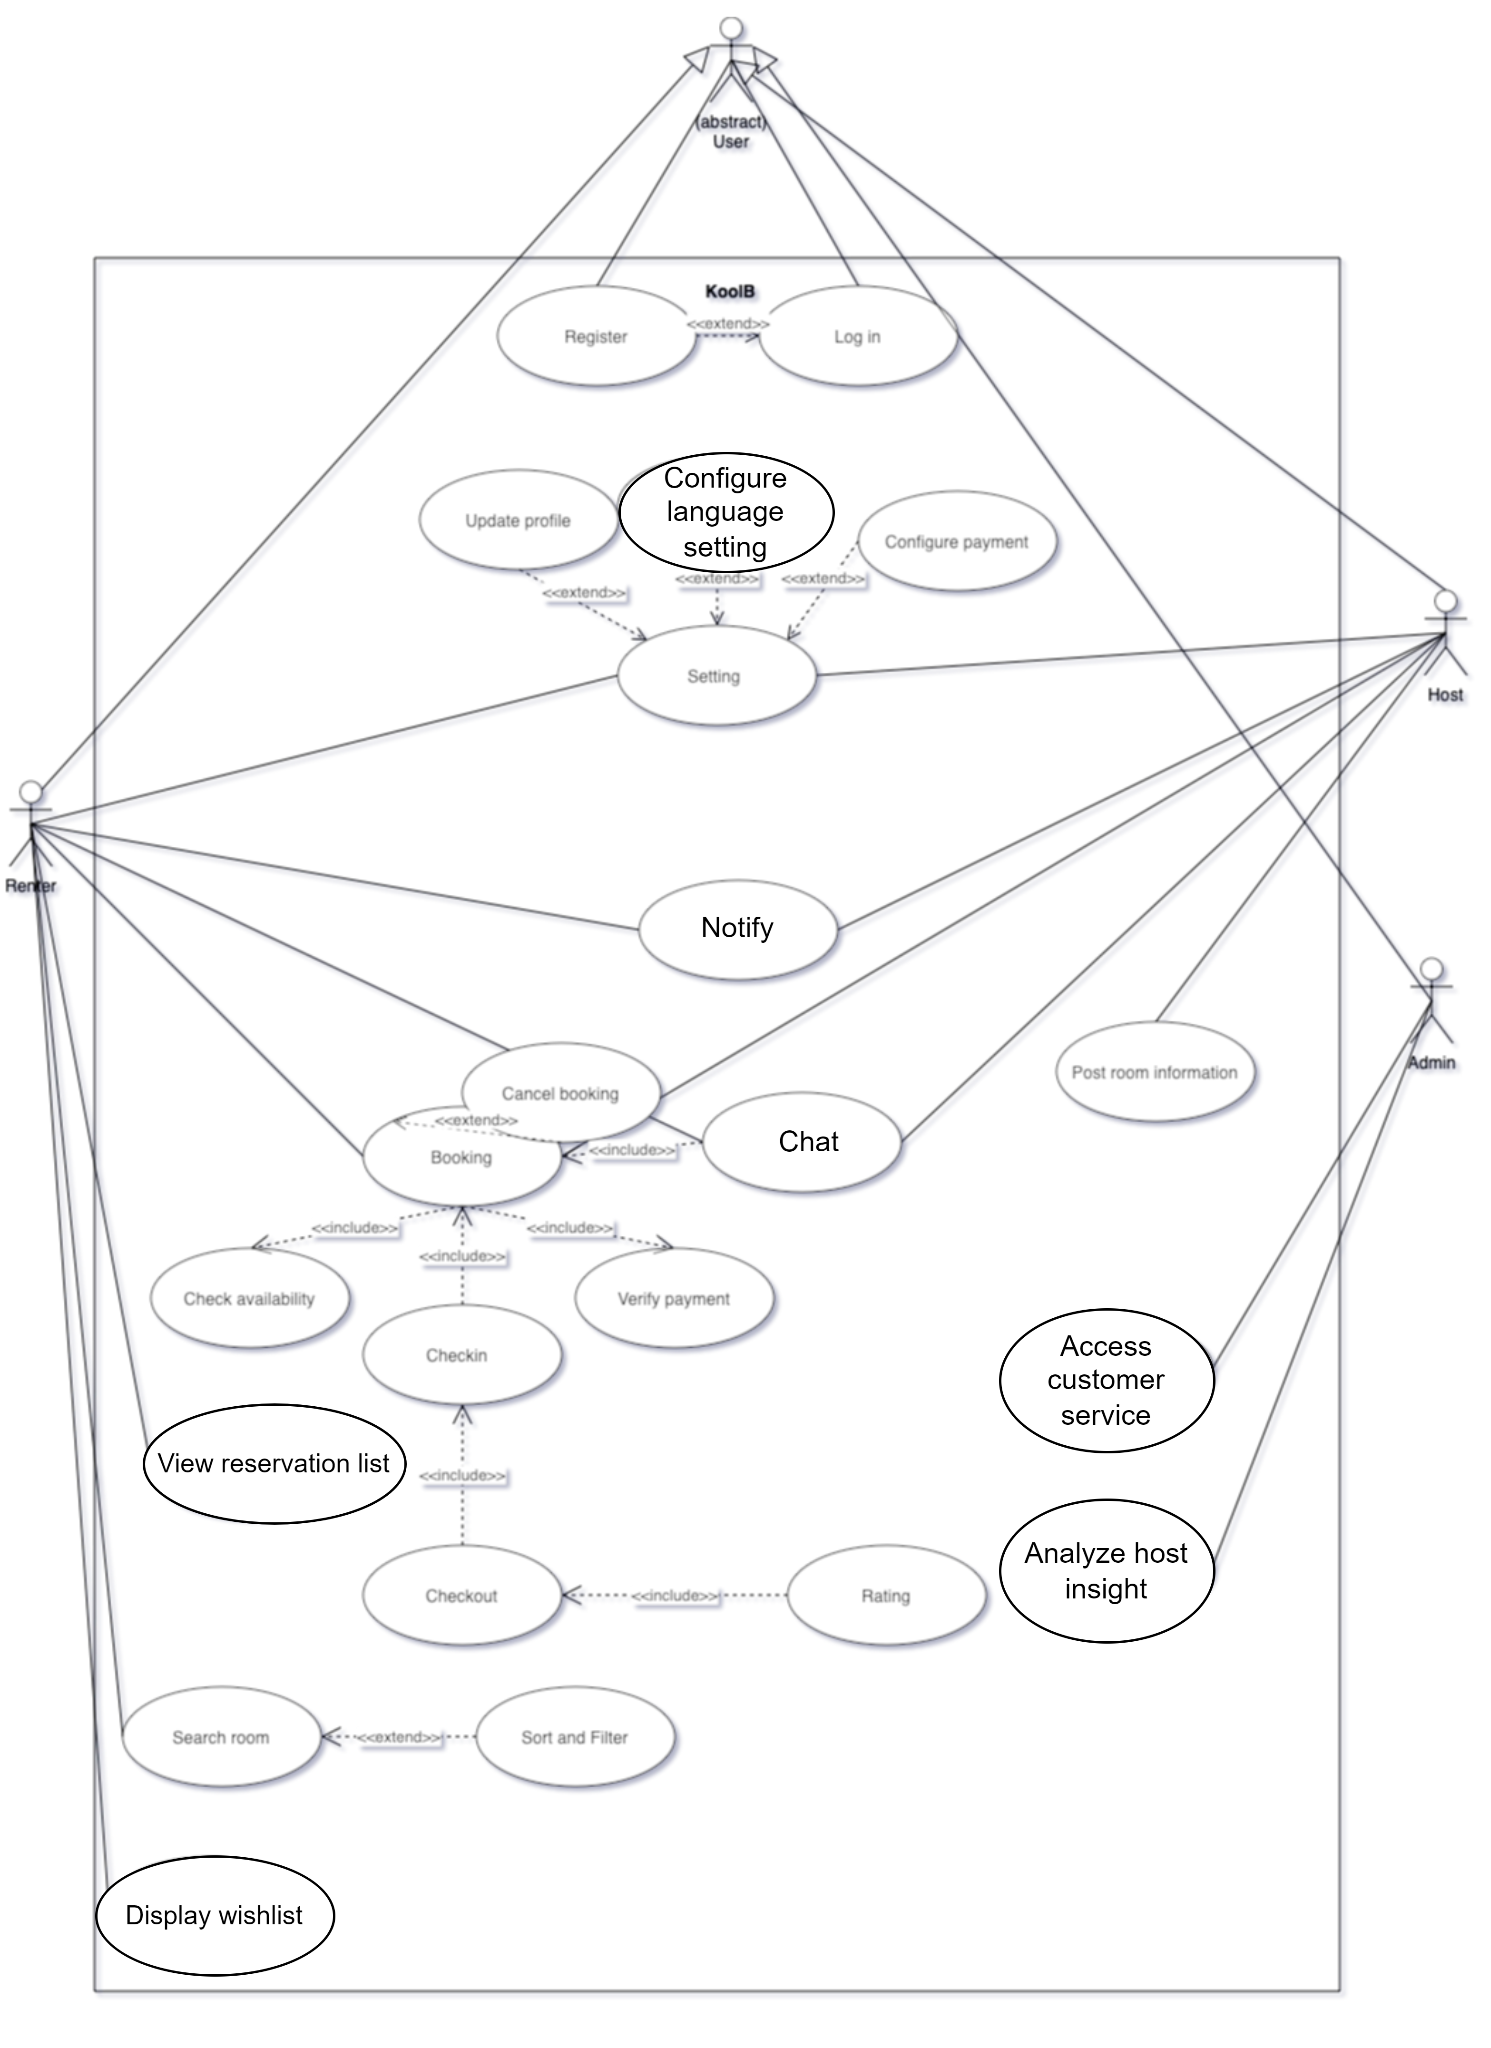 (abstract)
User
KoolB
Register
<<extend>>
Log in
Update profile
Configure
language
setting
Configure payment
<<extend>>
<<extend>>
<<extend>>
Setting
Host
Renter
Notify
Cancel booking
<<extend>>
Booking
<<include>>
Chat
Post room information
Admin
<<include>>
<<include>>
<<include>>
Check availability
Verify payment
Checkin
Access
customer
service
View reservation list
<<include>>
Analyze host
insight
Checkout
<<include>>
Rating
Search room
<<extend>>
Sort and Filter
Display wishlist